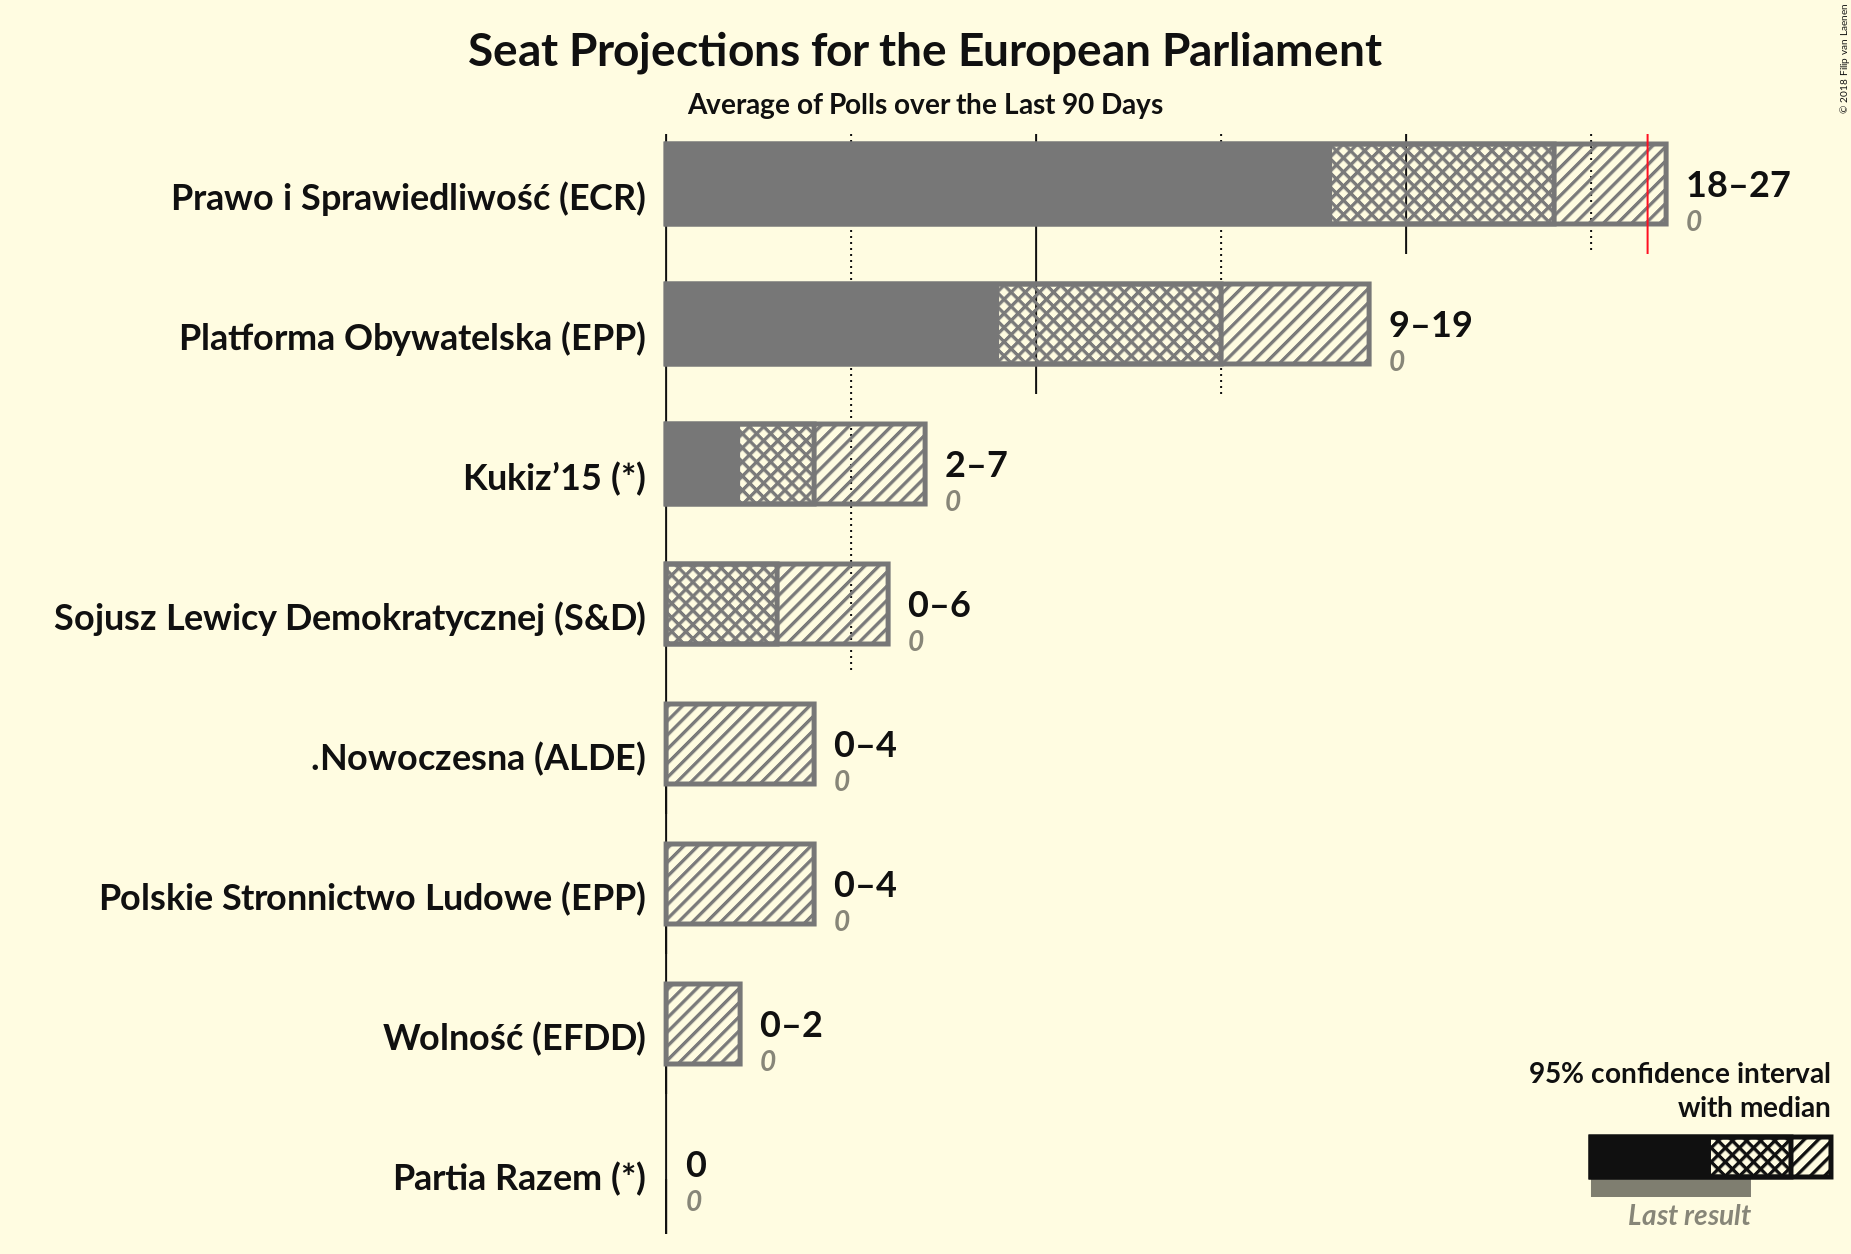 Seat Projections for the European Parliament
Average of Polls over the Last 90 Days
© 2018 Filip van Laenen
Prawo i Sprawiedliwość (ECR)
18–27
0
Platforma Obywatelska (EPP)
9–19
0
Kukiz’15 (*)
2–7
0
Sojusz Lewicy Demokratycznej (S&D)
0–6
0
.Nowoczesna (ALDE)
0–4
0
Polskie Stronnictwo Ludowe (EPP)
0–4
0
Wolność (EFDD)
0–2
0
Partia Razem (*)
0
0
95% confidence interval
with median
Last result